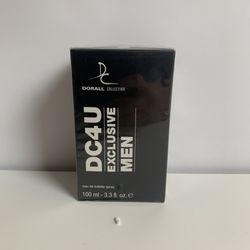 DC
DORALL COLLECTION
DC4U
EXCLUSIVE
MEN
eau de toilette spray
100 ml - 3.3 fl. oz. e